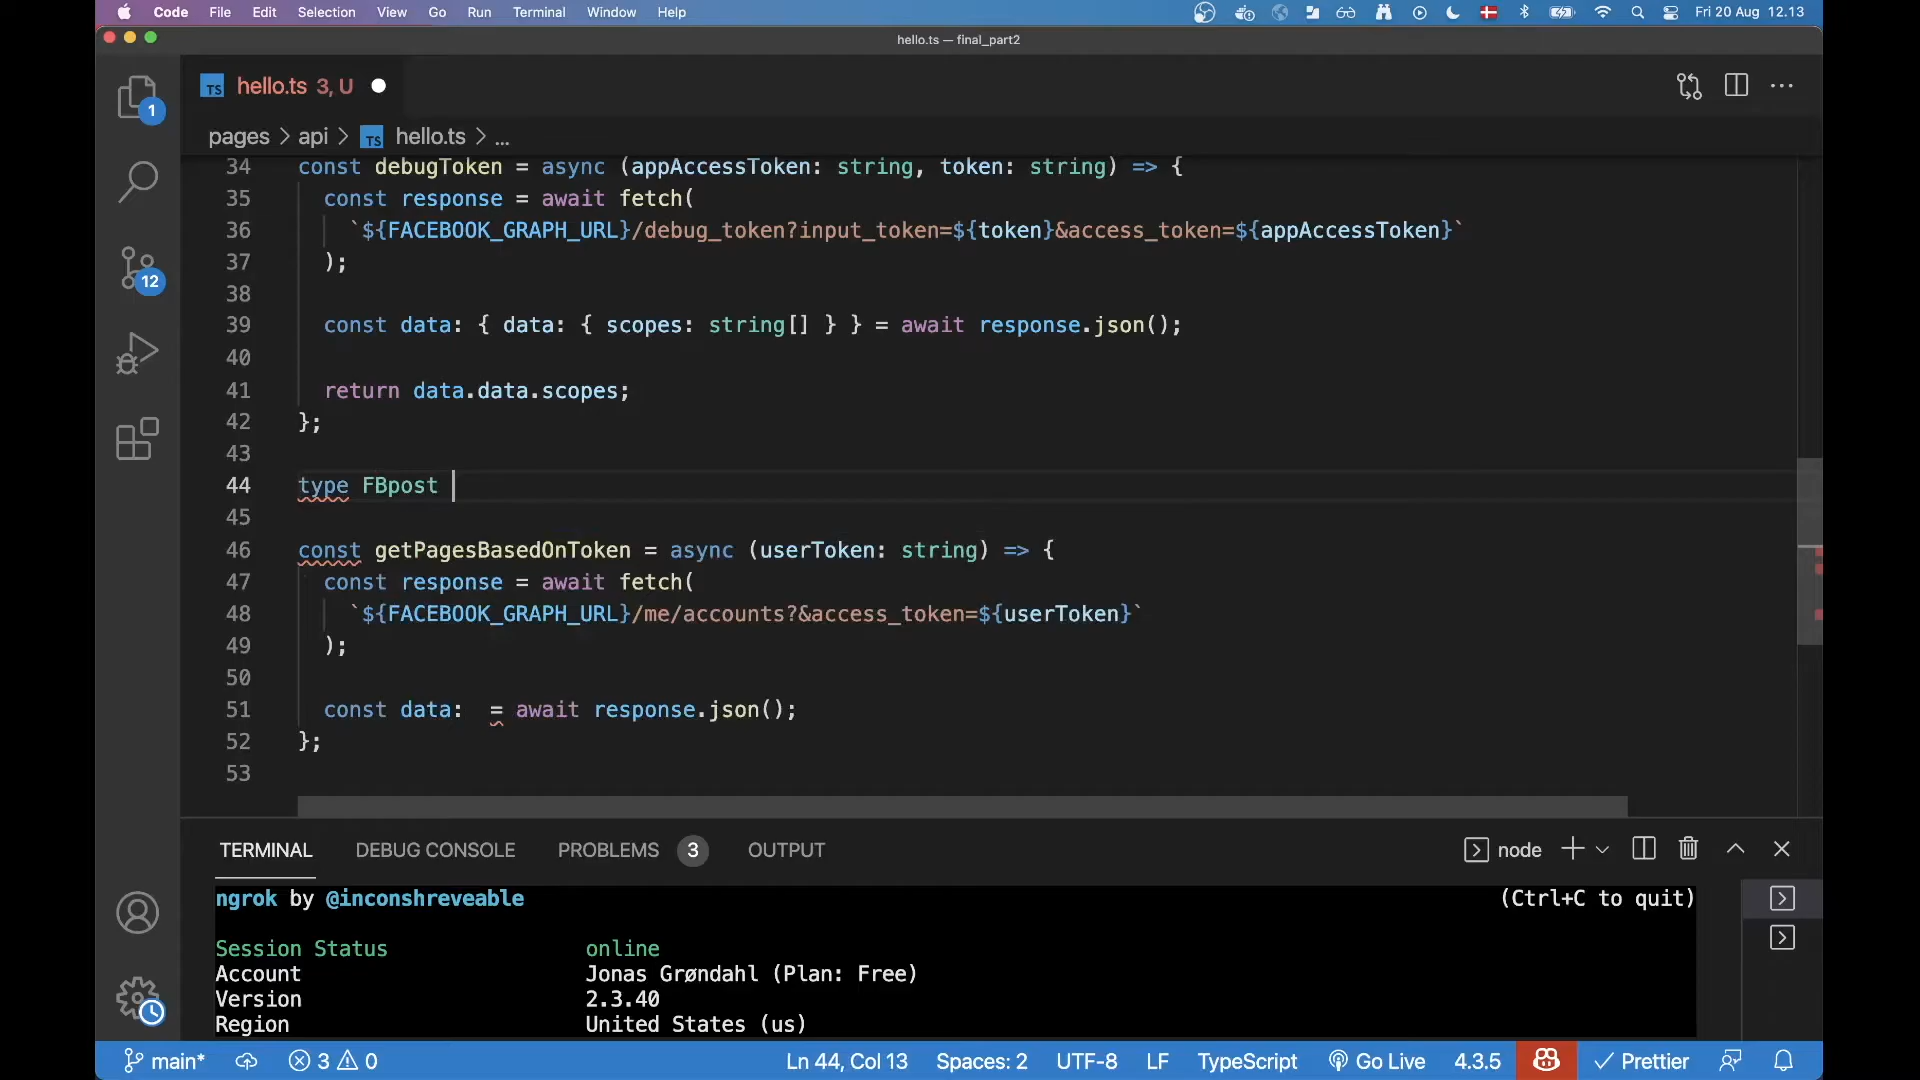 Code File Edit Selection View Go Run Terminal Window Help Fri 20 Aug 12.13
hello.ts — final_part2
1
TS hello.ts 3, U
pages > api > TS hello.ts > ...
34 const debugToken = async (appAccessToken: string, token: string) => {
35 const response = await fetch(
36 `${FACEBOOK_GRAPH_URL}/debug_token?input_token=${token}&access_token=${appAccessToken}`
37 );
12
38
39 const data: { data: { scopes: string[] } } = await response.json();
40
41 return data.data.scopes;
42 };
43
44 type FBpost
45
46 const getPagesBasedOnToken = async (userToken: string) => {
47 const response = await fetch(
48 `${FACEBOOK_GRAPH_URL}/me/accounts?&access_token=${userToken}`
49 );
50
51 const data:  = await response.json();
52 };
53
TERMINAL DEBUG CONSOLE PROBLEMS 3 OUTPUT node
ngrok by @inconshreveable (Ctrl+C to quit)
Session Status online
Account Jonas Grøndahl (Plan: Free)
Version 2.3.40
Region United States (us)
main* 3 0 Ln 44, Col 13 Spaces: 2 UTF-8 LF TypeScript Go Live 4.3.5 Prettier